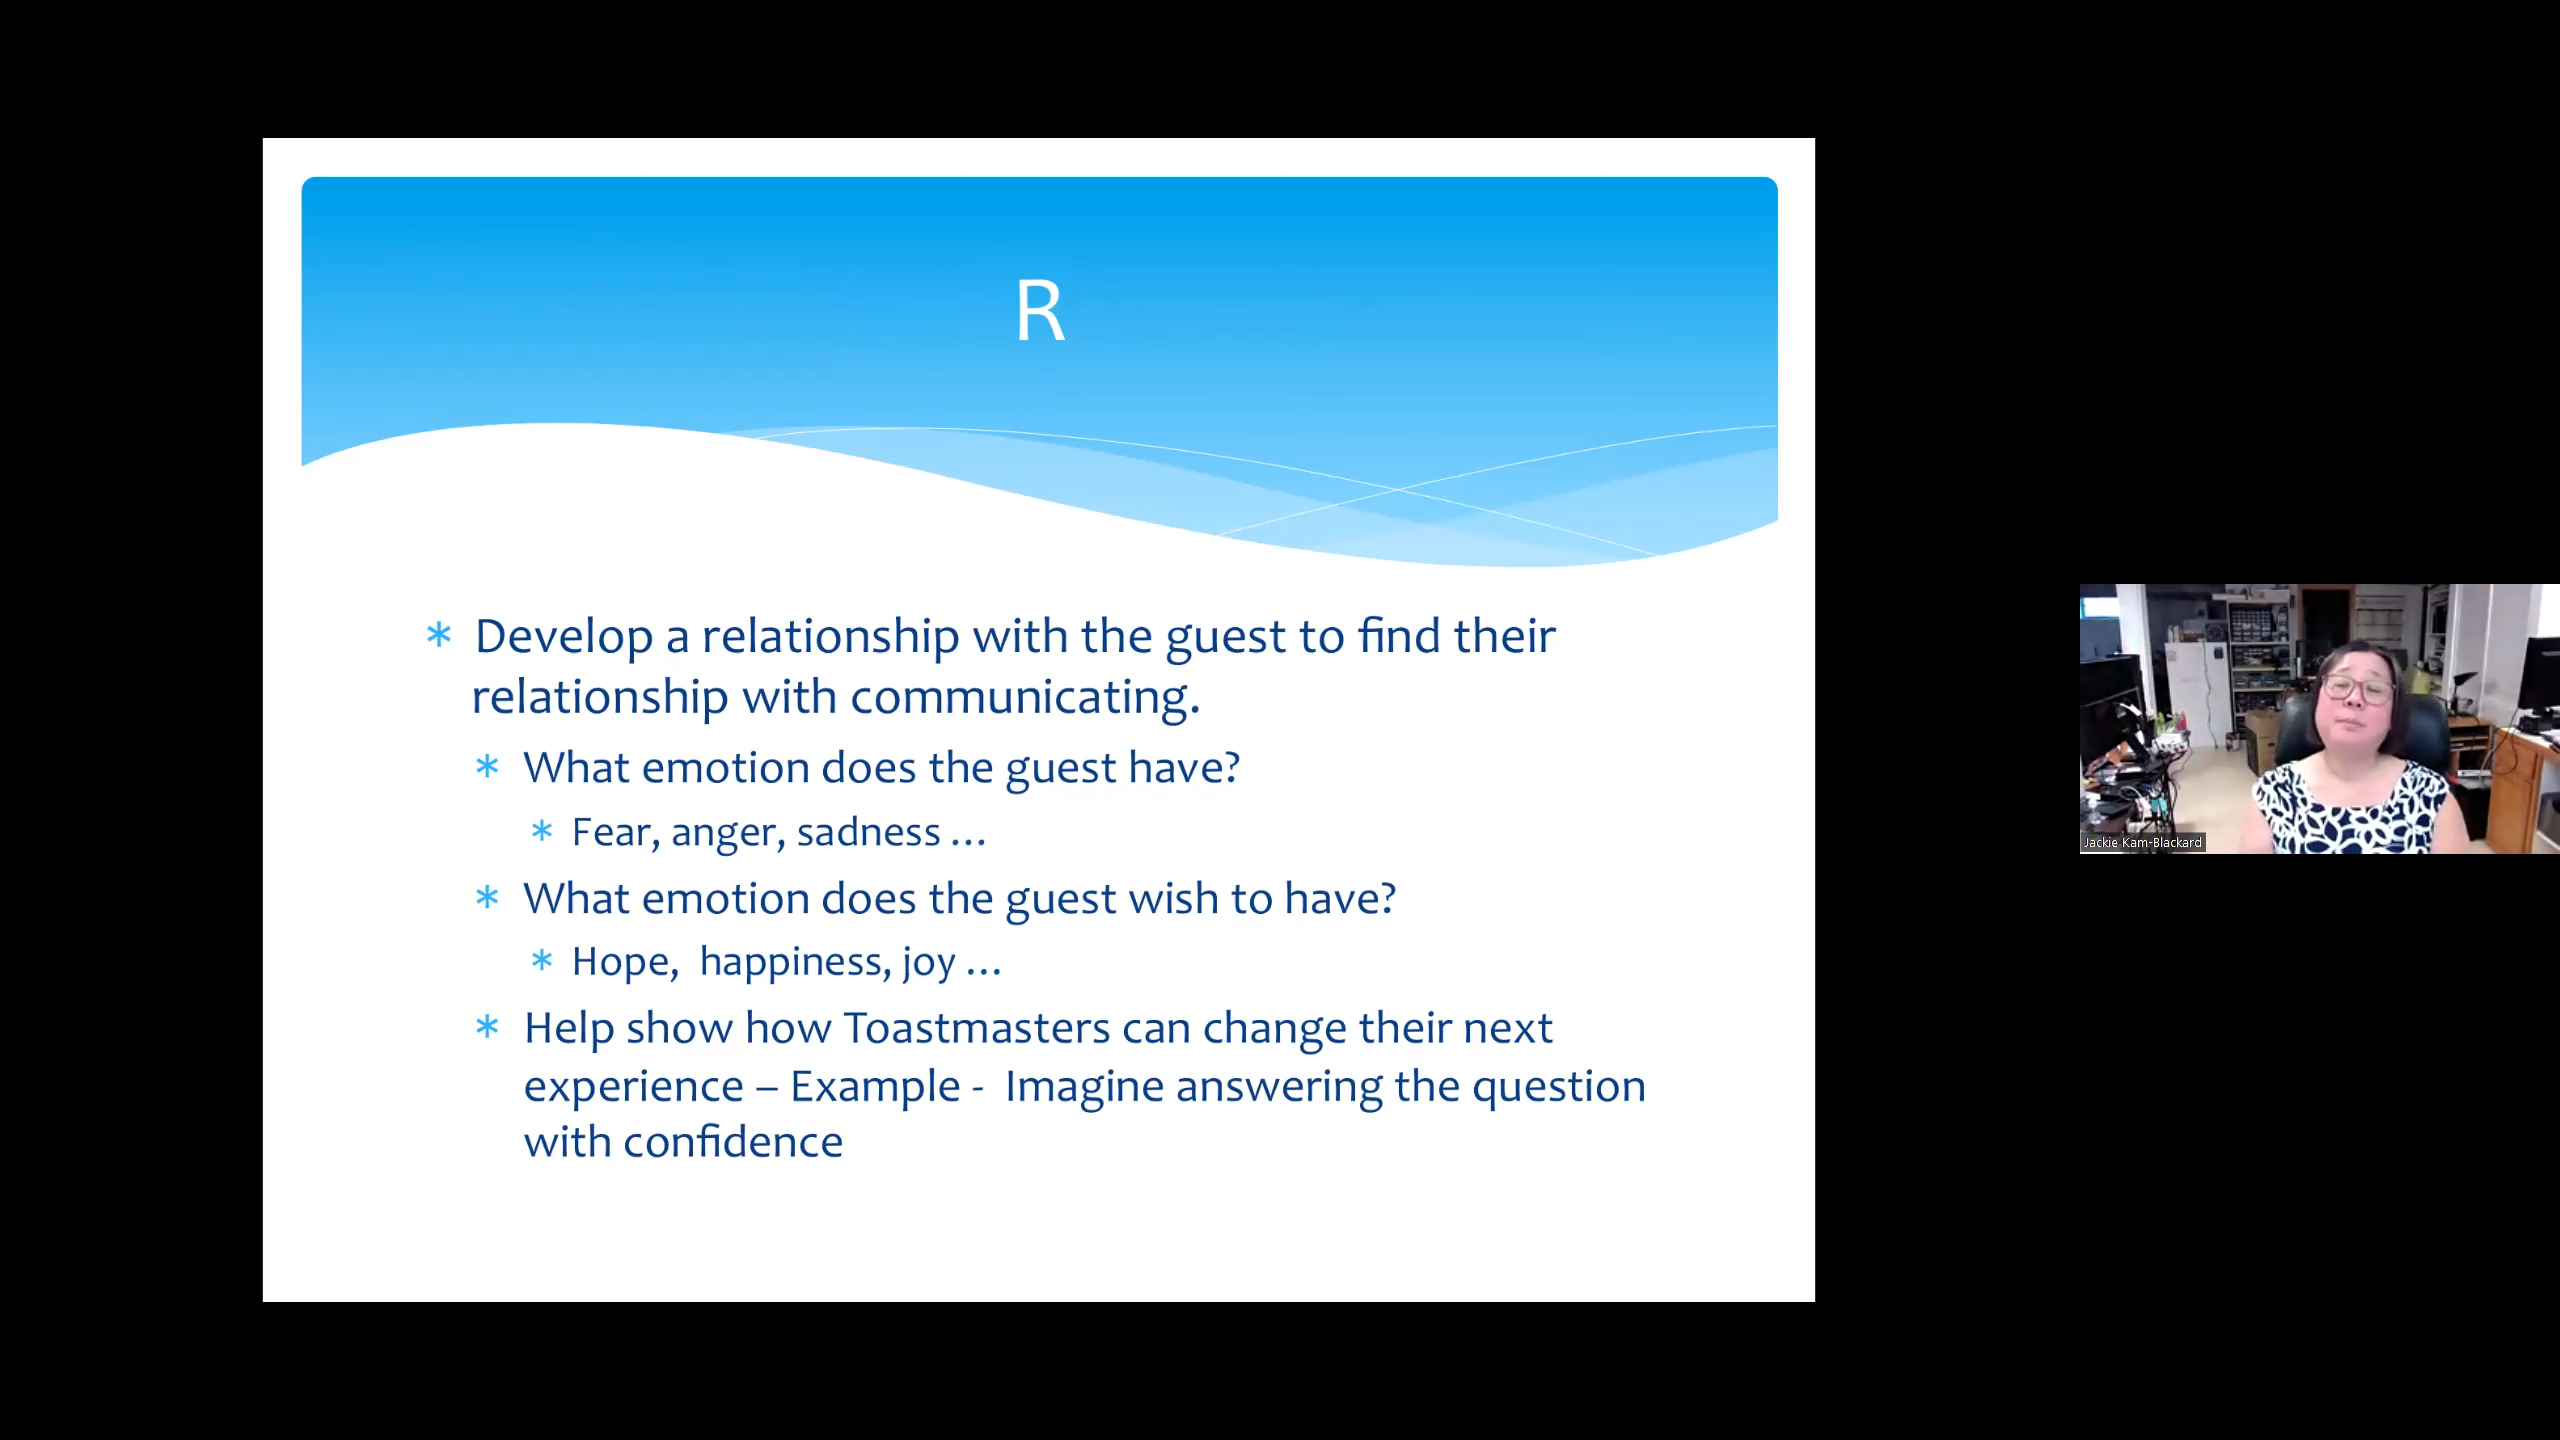 R
* Develop a relationship with the guest to find their
relationship with communicating.
* What emotion does the guest have?
* Fear, anger, sadness ...
* What emotion does the guest wish to have?
* Hope,  happiness, joy ...
* Help show how Toastmasters can change their next
experience – Example -  Imagine answering the question
with confidence
Jackie Kam-Blackard